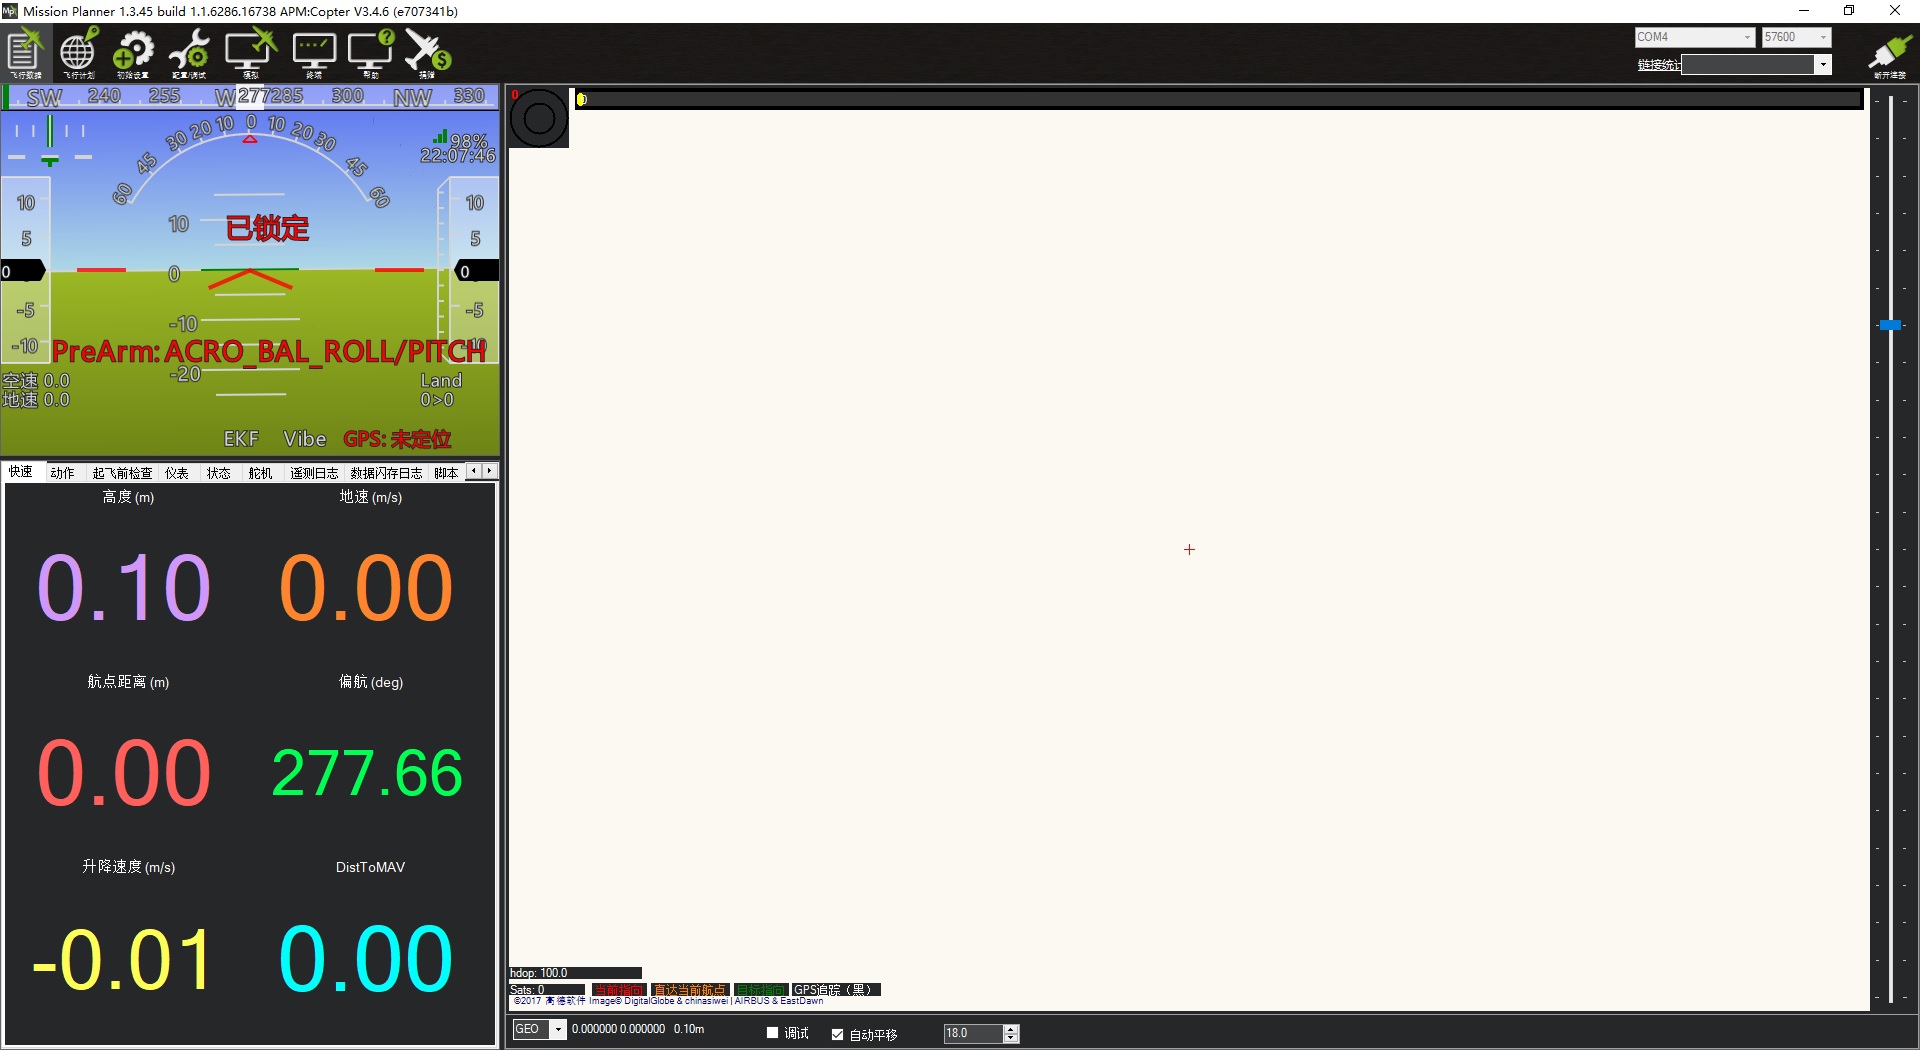 Mission Planner 1.3.45 build 1.1.6286.16738 APM:Copter V3.4.6 (e707341b)
飞行数据 飞行计划 初始设置 配置/调试 模拟 终端 帮助 捐赠
COM4 57600
链接统计
断开连接
SW 240 255 W 277 285 300 NW 330
60 45 30 20 10 0 10 20 30 45 60
98%
22:07:46
10 10 10
已锁定
5 5
0 0 0
-5 -5
-10
-10 PreArm: ACRO_BAL_ROLL/PITCH -10
-20
空速 0.0 Land
地速 0.0 0>0
EKF Vibe GPS: 未定位
快速 动作 起飞前检查 仪表 状态 舵机 遥测日志 数据闪存日志 脚本
高度 (m) 地速 (m/s)
0.10 0.00
航点距离 (m) 偏航 (deg)
0.00 277.66
升降速度 (m/s) DistToMAV
-0.01 0.00
0
hdop: 100.0
Sats: 0 当前指向 直达当前航点 目标指向 GPS追踪（黑）
©2017 高德软件 Image© DigitalGlobe & chinasiwei | AIRBUS & EastDawn
GEO 0.000000 0.000000 0.10m 调试 自动平移 18.0